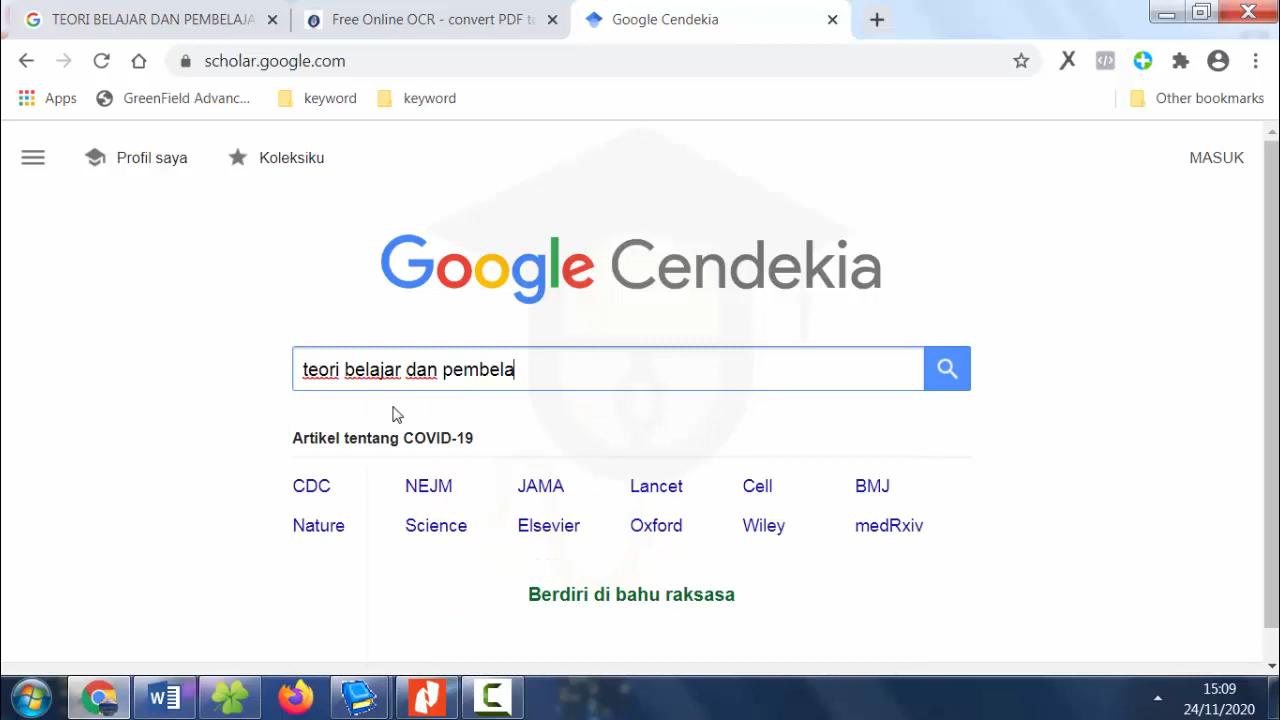 TEORI BELAJAR DAN PEMBELAJA
Free Online OCR - convert PDF to
Google Cendekia
scholar.google.com
Apps
GreenField Advanc...
keyword
keyword
Other bookmarks
Profil saya
Koleksiku
MASUK
Google Cendekia
teori belajar dan pembela
Artikel tentang COVID-19
CDC NEJM JAMA Lancet Cell BMJ
Nature Science Elsevier Oxford Wiley medRxiv
Berdiri di bahu raksasa
15:09
24/11/2020